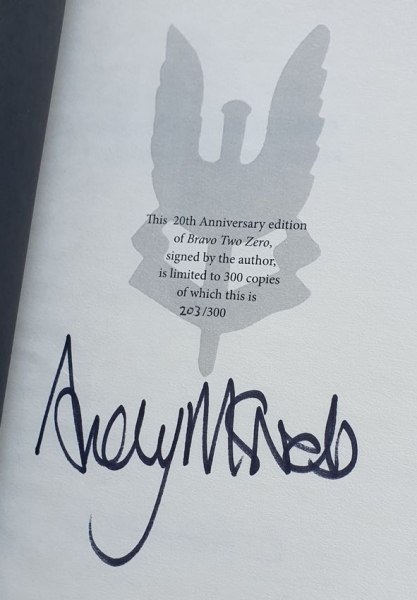 This 20th Anniversary edition
of Bravo Two Zero,
signed by the author,
is limited to 300 copies
of which this is
203/300
Andy McNab